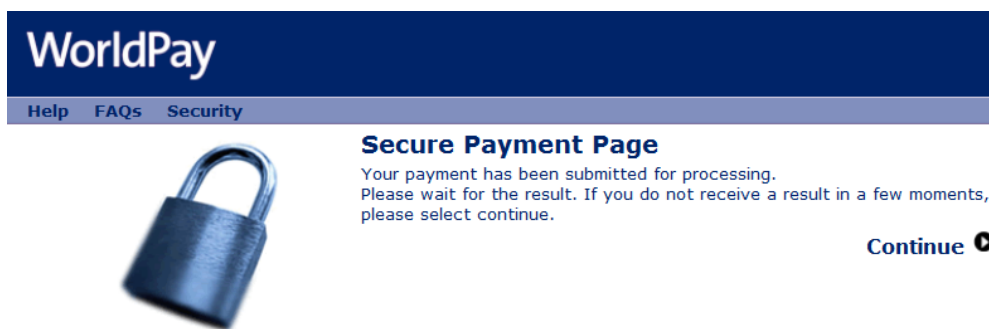 WorldPay
Help FAQs Security
Secure Payment Page
Your payment has been submitted for processing.
Please wait for the result. If you do not receive a result in a few moments,
please select continue.
Continue